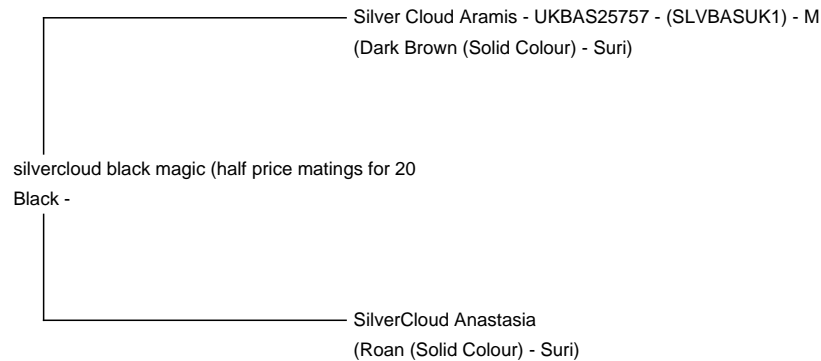 Silver Cloud Aramis - UKBAS25757 - (SLVBASUK1) - M
(Dark Brown (Solid Colour) - Suri)
silvercloud black magic (half price matings for 20
Black -
SilverCloud Anastasia
(Roan (Solid Colour) - Suri)